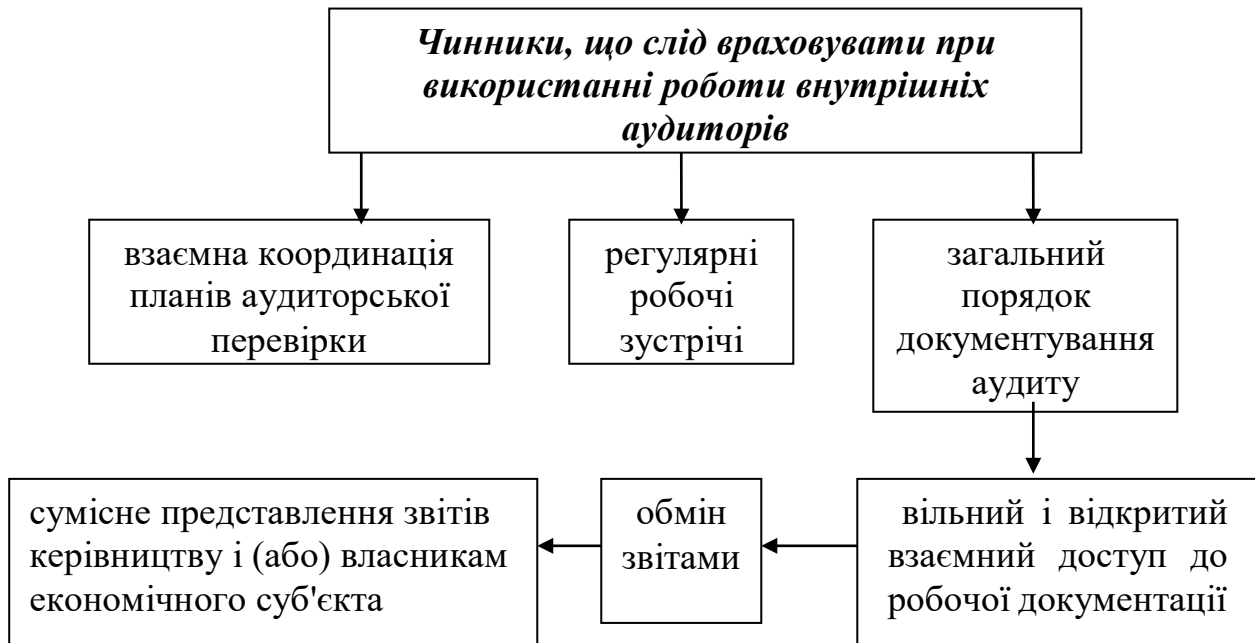 Чинники, що слід враховувати при
використанні роботи внутрішніх
аудиторів
взаємна координація
планів аудиторської
перевірки
регулярні
робочі
зустрічі
загальний
порядок
документування
аудиту
вільний і відкритий
взаємний доступ до
робочої документації
обмін
звітами
сумісне представлення звітів
керівництву і (або) власникам
економічного суб'єкта